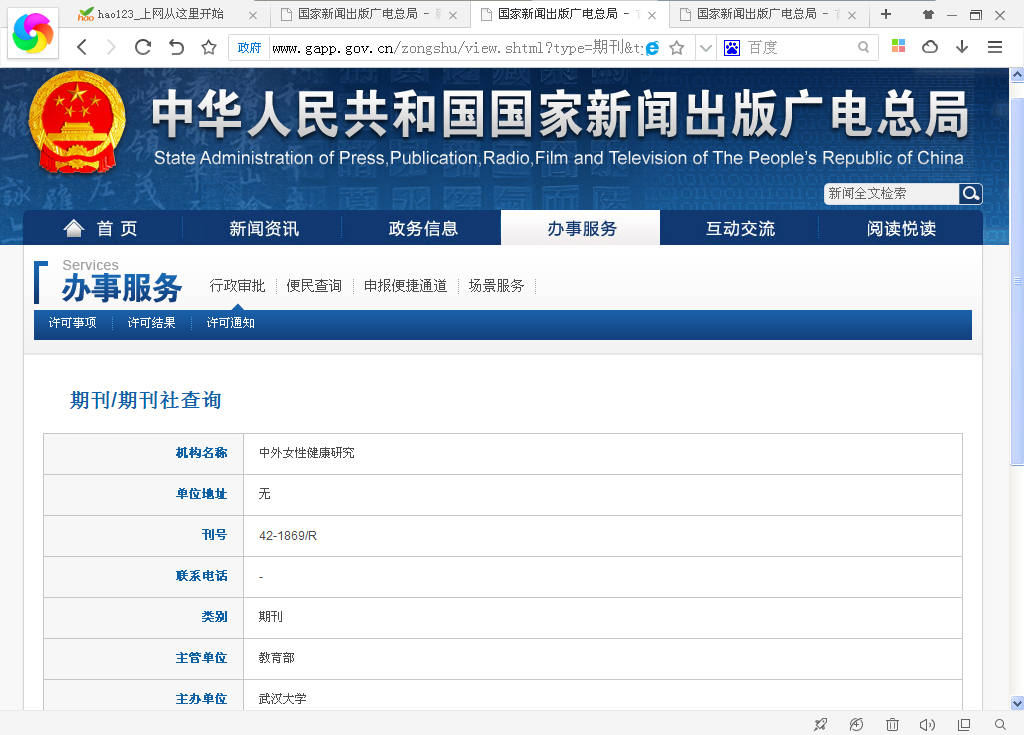 hao123_上网从这里开始
国家新闻出版广电总局 -
国家新闻出版广电总局 -
国家新闻出版广电总局 -
政府 www.gapp.gov.cn/zongshu/view.shtml?type=期刊&t 百度
中华人民共和国国家新闻出版广电总局
State Administration of Press,Publication,Radio,Film and Television of The People's Republic of China
新闻全文检索
首 页 新闻资讯 政务信息 办事服务 互动交流 阅读悦读
Services
办事服务 行政审批 便民查询 申报便捷通道 场景服务
许可事项 许可结果 许可通知
期刊/期刊社查询
机构名称 中外女性健康研究
单位地址 无
刊号 42-1869/R
联系电话 -
类别 期刊
主管单位 教育部
主办单位 武汉大学